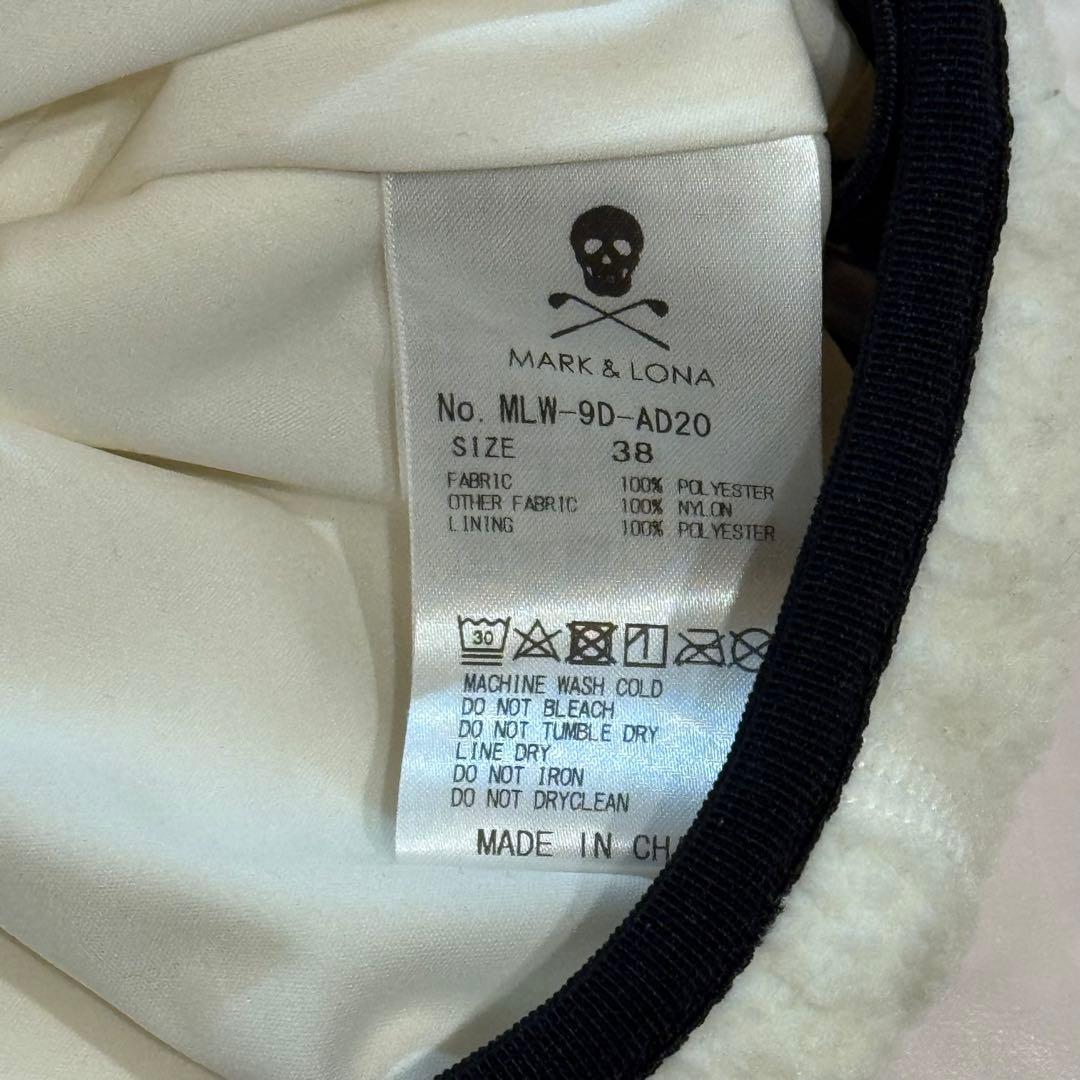 MARK & LONA
No. MLW-9D-AD20
SIZE 38
FABRIC 100% POLYESTER
OTHER FABRIC 100% NYLON
LINING 100% POLYESTER
30
MACHINE WASH COLD
DO NOT BLEACH
DO NOT TUMBLE DRY
LINE DRY
DO NOT IRON
DO NOT DRYCLEAN
MADE IN